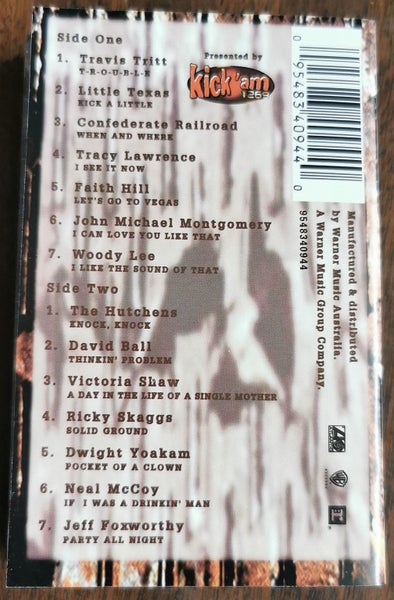 Side One
1. Travis Tritt
T-R-O-U-B-L-E
2. Little Texas
KICK A LITTLE
3. Confederate Railroad
WHEN AND WHERE
4. Tracy Lawrence
I SEE IT NOW
5. Faith Hill
LET'S GO TO VEGAS
6. John Michael Montgomery
I CAN LOVE YOU LIKE THAT
7. Woody Lee
I LIKE THE SOUND OF THAT
Side Two
1. The Hutchens
KNOCK, KNOCK
2. David Ball
THINKIN' PROBLEM
3. Victoria Shaw
A DAY IN THE LIFE OF A SINGLE MOTHER
4. Ricky Skaggs
SOLID GROUND
5. Dwight Yoakam
POCKET OF A CLOWN
6. Neal McCoy
IF I WAS A DRINKIN' MAN
7. Jeff Foxworthy
PARTY ALL NIGHT
Presented by
kick'am
1269
0 95483 40944 0
9548340944
Manufactured & distributed
by Warner Music Australia.
A Warner Music Group Company.